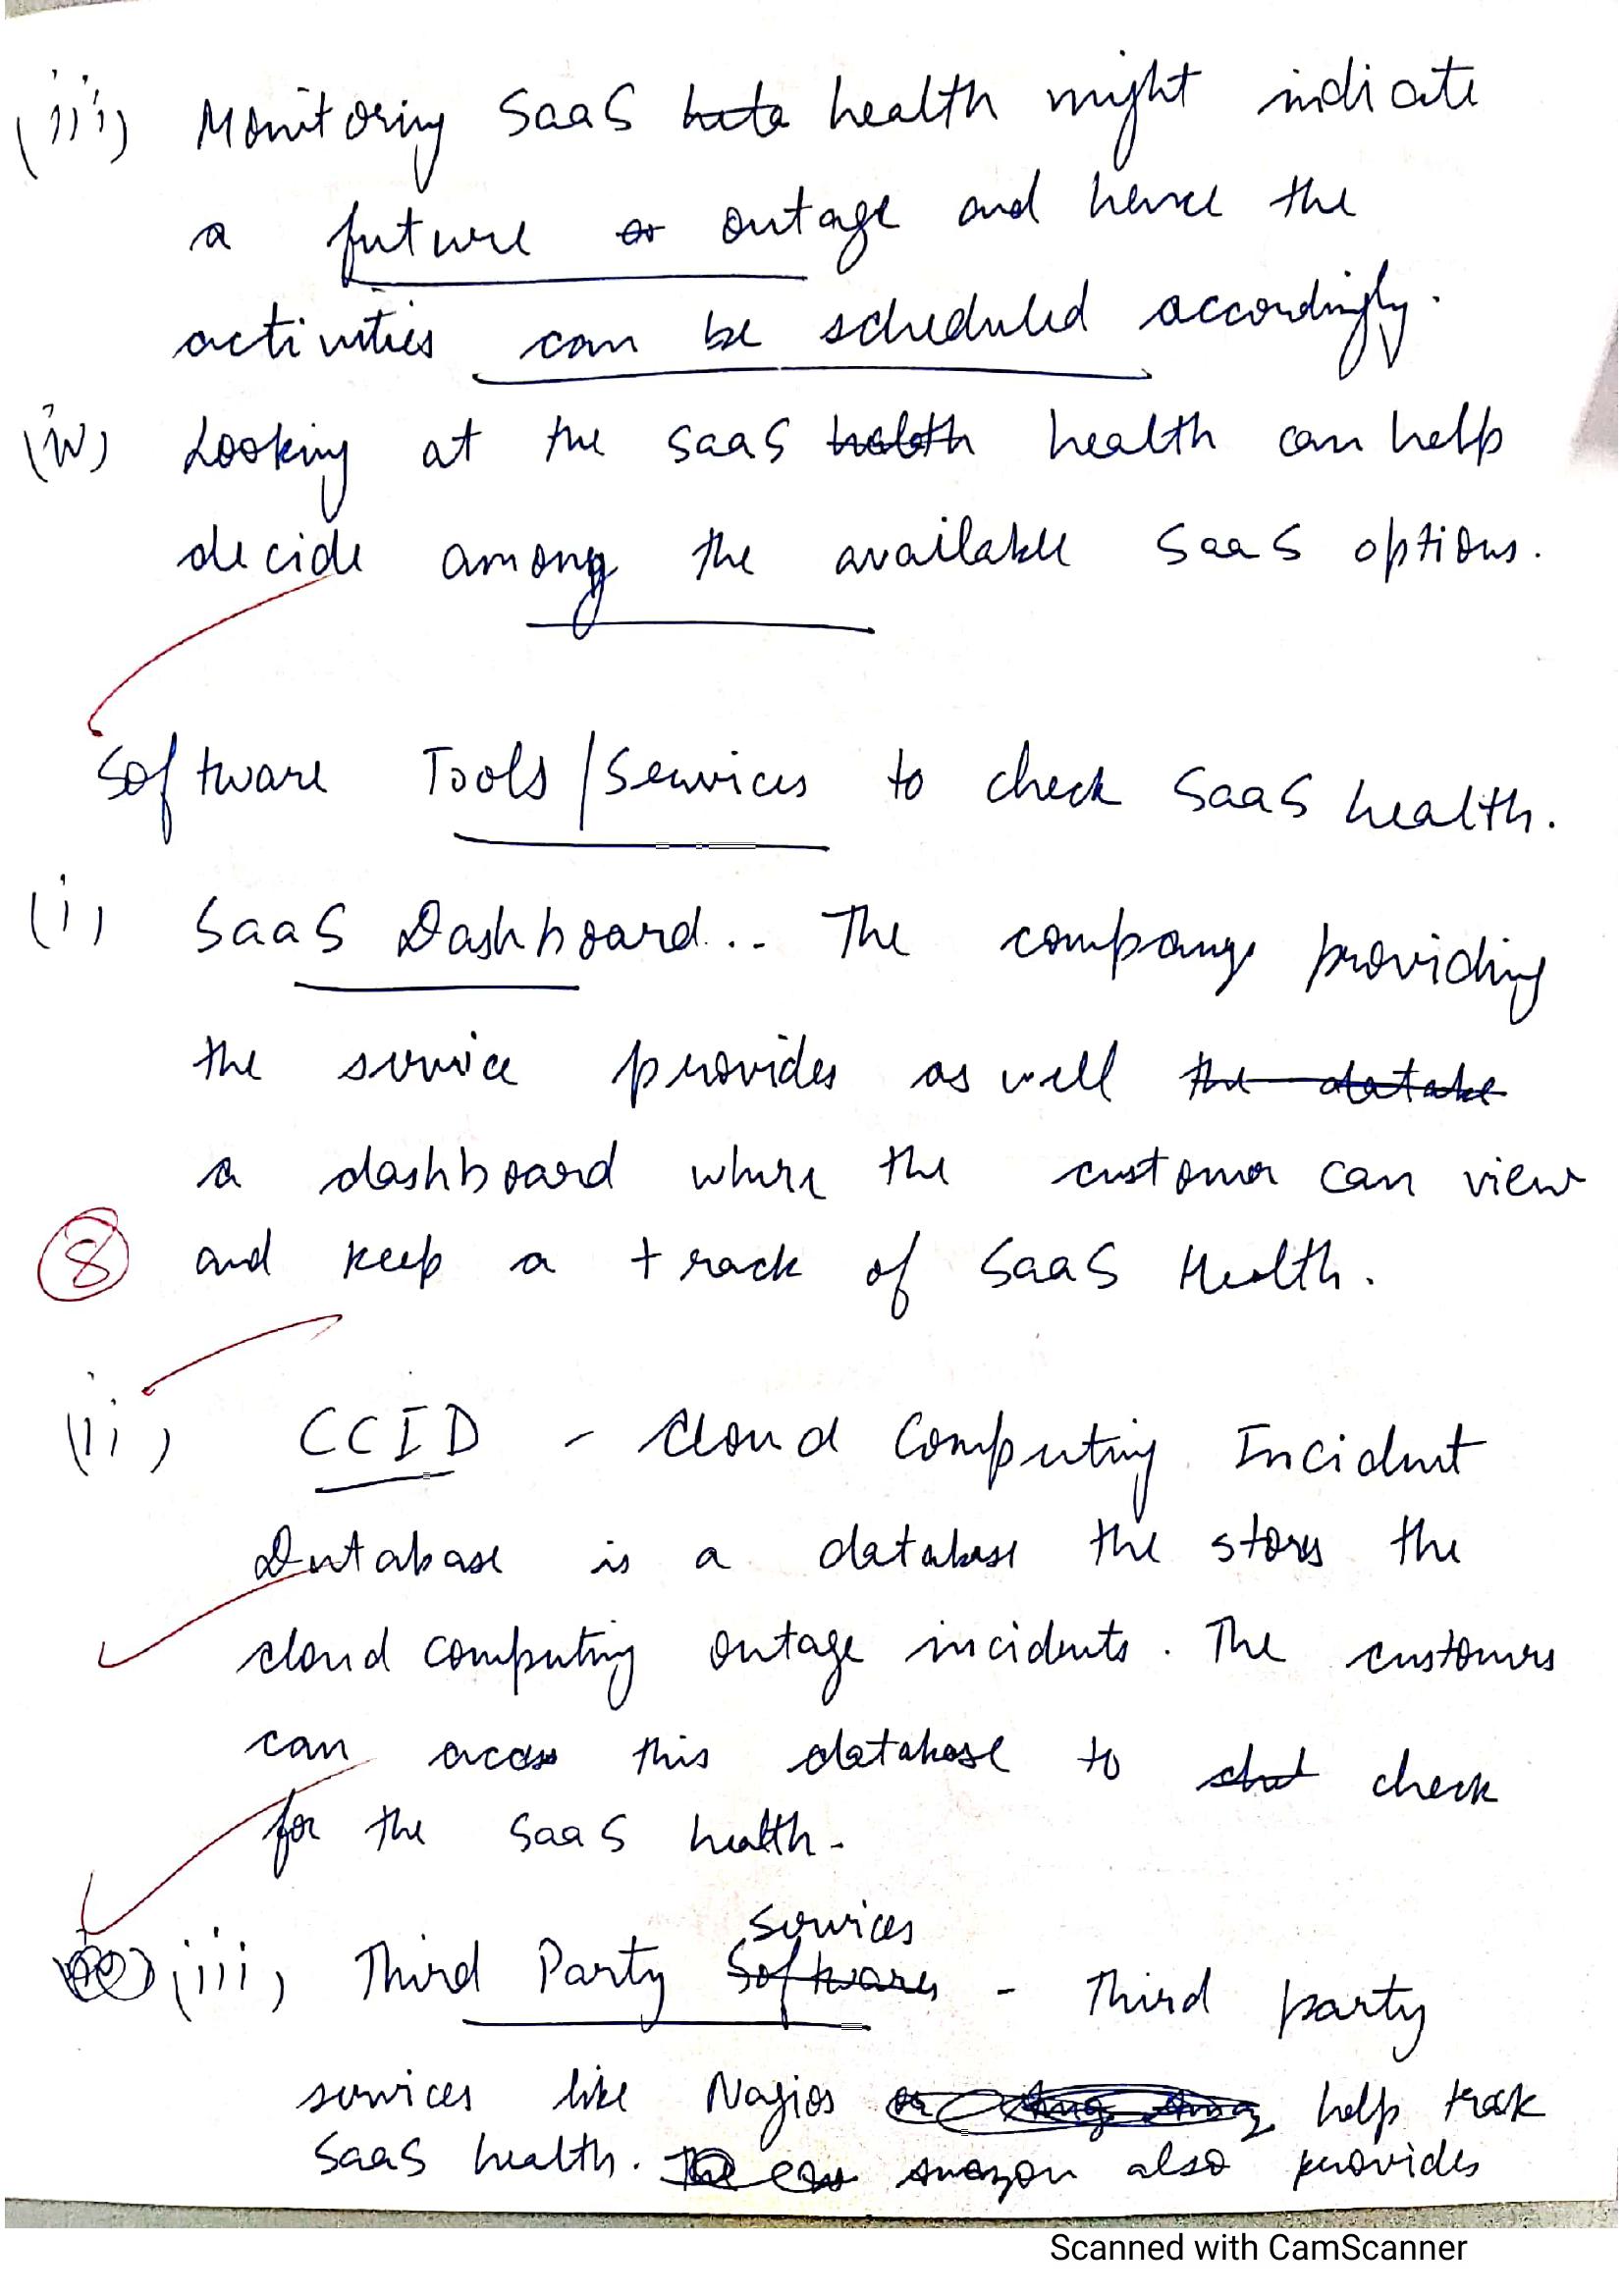 (iii) Monitoring SaaS health might indicate
a future outage and hence the
activities can be scheduled accordingly.
(iv) Looking at the SaaS health can help
decide among the available SaaS options.
Software Tools/Services to check SaaS health.
(i) SaaS Dashboard.. The company providing
the service provides as well
a dashboard where the customer can view
8 and keep a track of SaaS Health.
(ii) CCID - Cloud Computing Incident
Database is a database the stores the
cloud computing outage incidents. The customers
can access this database to check
for the SaaS health.
services
(iii) Third Party Softwares - Third party
services like Nagios help track
SaaS health. Amazon also provides
Scanned with CamScanner